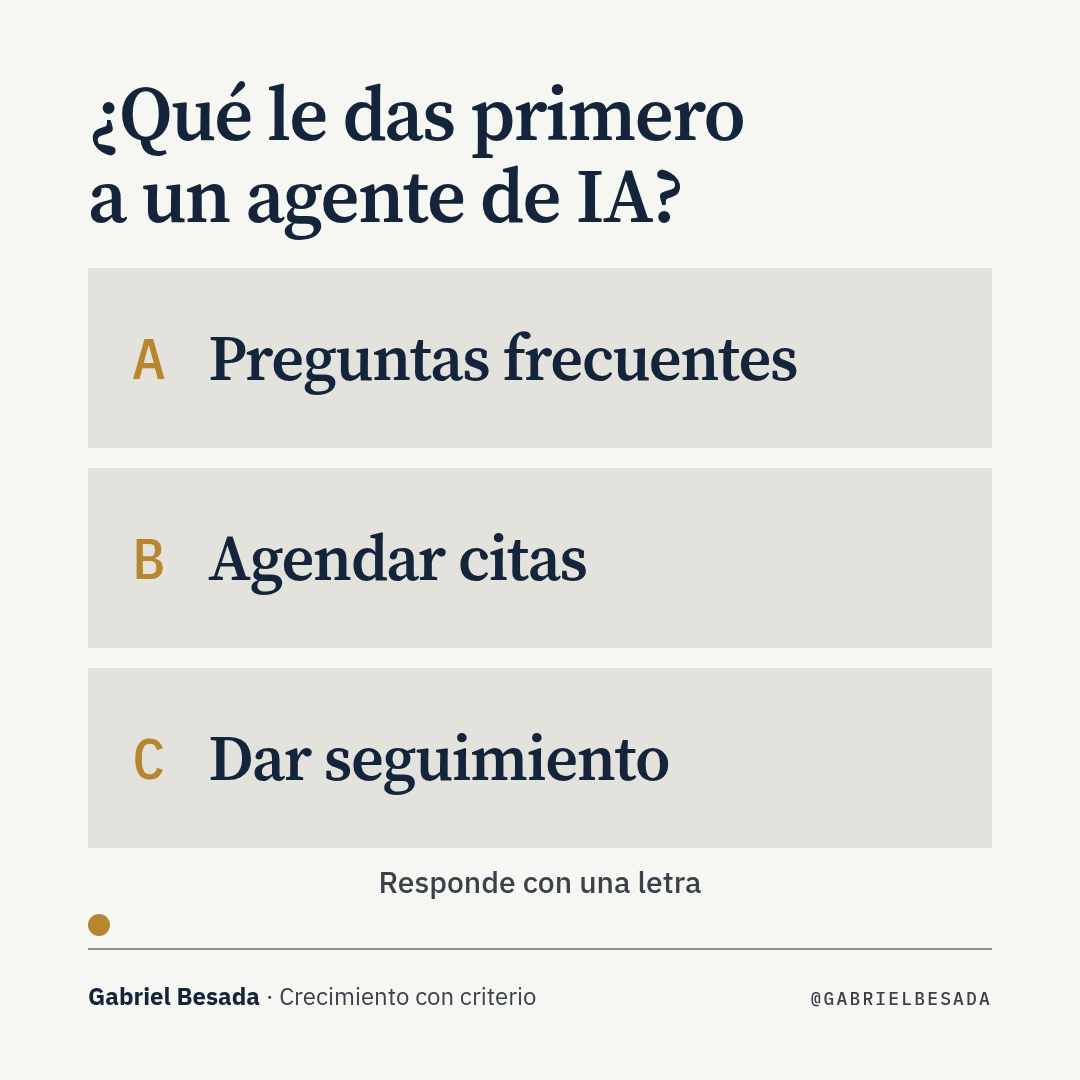 ¿Qué le das primero
a un agente de IA?
A Preguntas frecuentes
B Agendar citas
C Dar seguimiento
Responde con una letra
Gabriel Besada · Crecimiento con criterio
@GABRIELBESADA